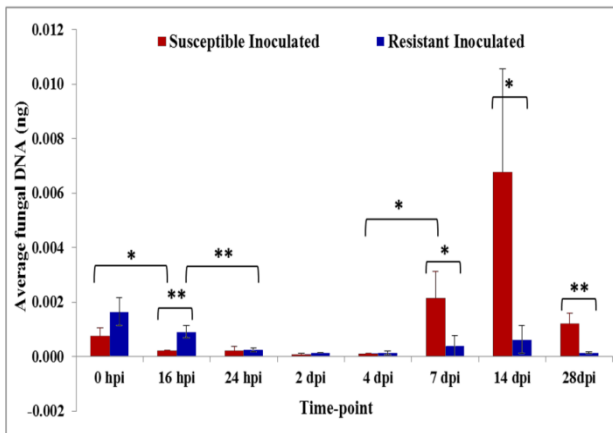 0.012
Susceptible Inoculated Resistant Inoculated
0.010
*
0.008
Average fungal DNA (ng)
0.006
*
0.004
* ** *
0.002
** **
0.000
0 hpi 16 hpi 24 hpi 2 dpi 4 dpi 7 dpi 14 dpi 28dpi
-0.002
Time-point